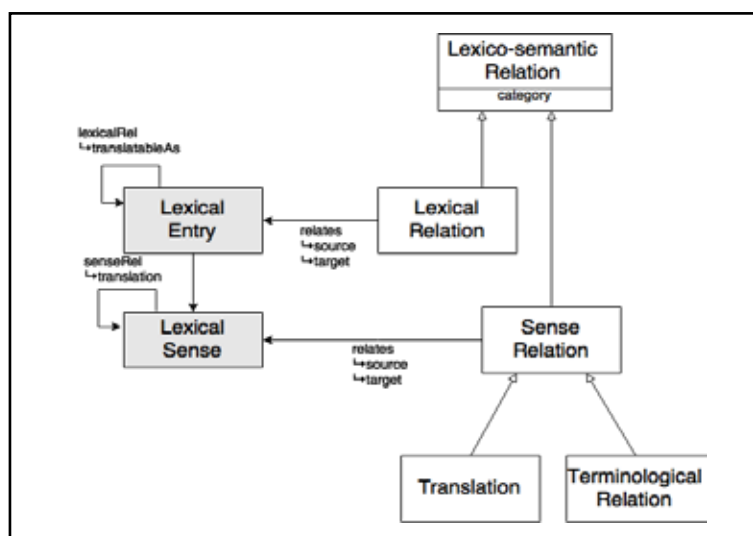 Lexico-semantic
Relation
category
lexicalRel
↳translatableAs
Lexical
Entry
relates
↳source
↳target
Lexical
Relation
senseRel
↳translation
Lexical
Sense
relates
↳source
↳target
Sense
Relation
Translation
Terminological
Relation